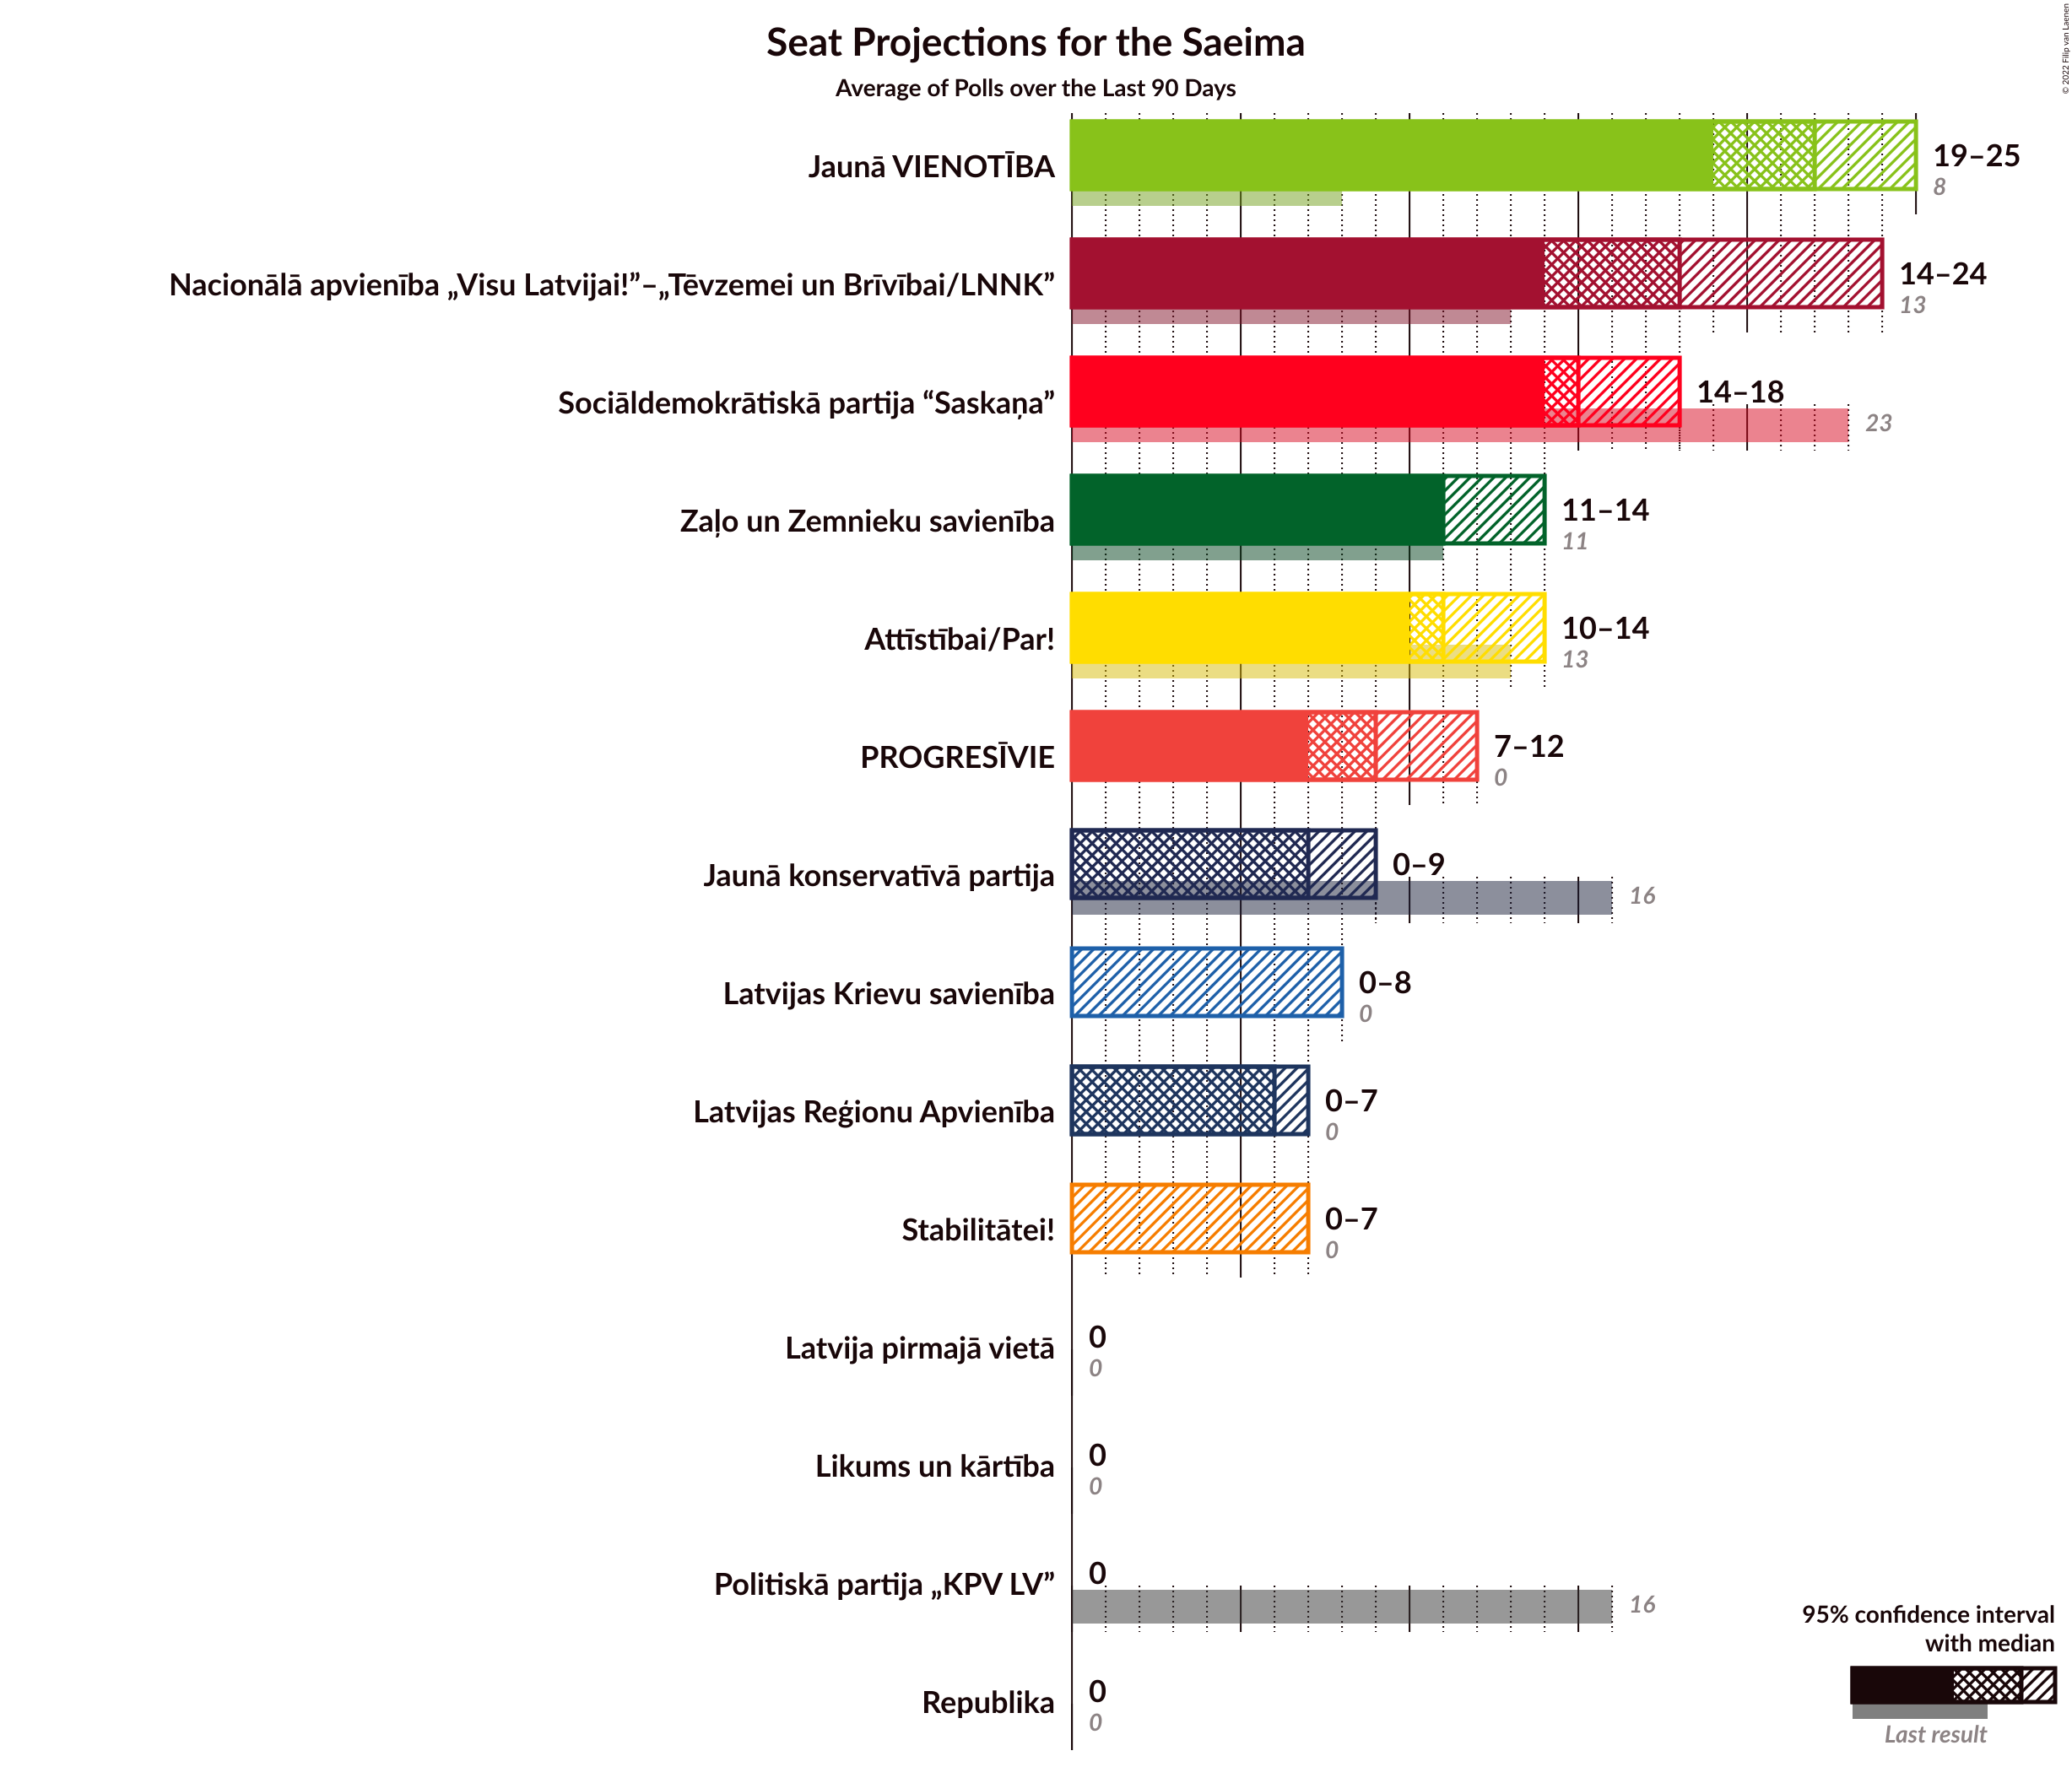 Seat Projections for the Saeima
Average of Polls over the Last 90 Days
© 2022 Filip van Laenen
Jaunā VIENOTĪBA
19–25
8
Nacionālā apvienība „Visu Latvijai!”–„Tēvzemei un Brīvībai/LNNK”
14–24
13
Sociāldemokrātiskā partija “Saskaņa”
14–18
23
Zaļo un Zemnieku savienība
11–14
11
Attīstībai/Par!
10–14
13
PROGRESĪVIE
7–12
0
Jaunā konservatīvā partija
0–9
16
Latvijas Krievu savienība
0–8
0
Latvijas Reģionu Apvienība
0–7
0
Stabilitātei!
0–7
0
Latvija pirmajā vietā
0
0
Likums un kārtība
0
0
Politiskā partija „KPV LV”
0
16
Republika
0
0
95% confidence interval
with median
Last result